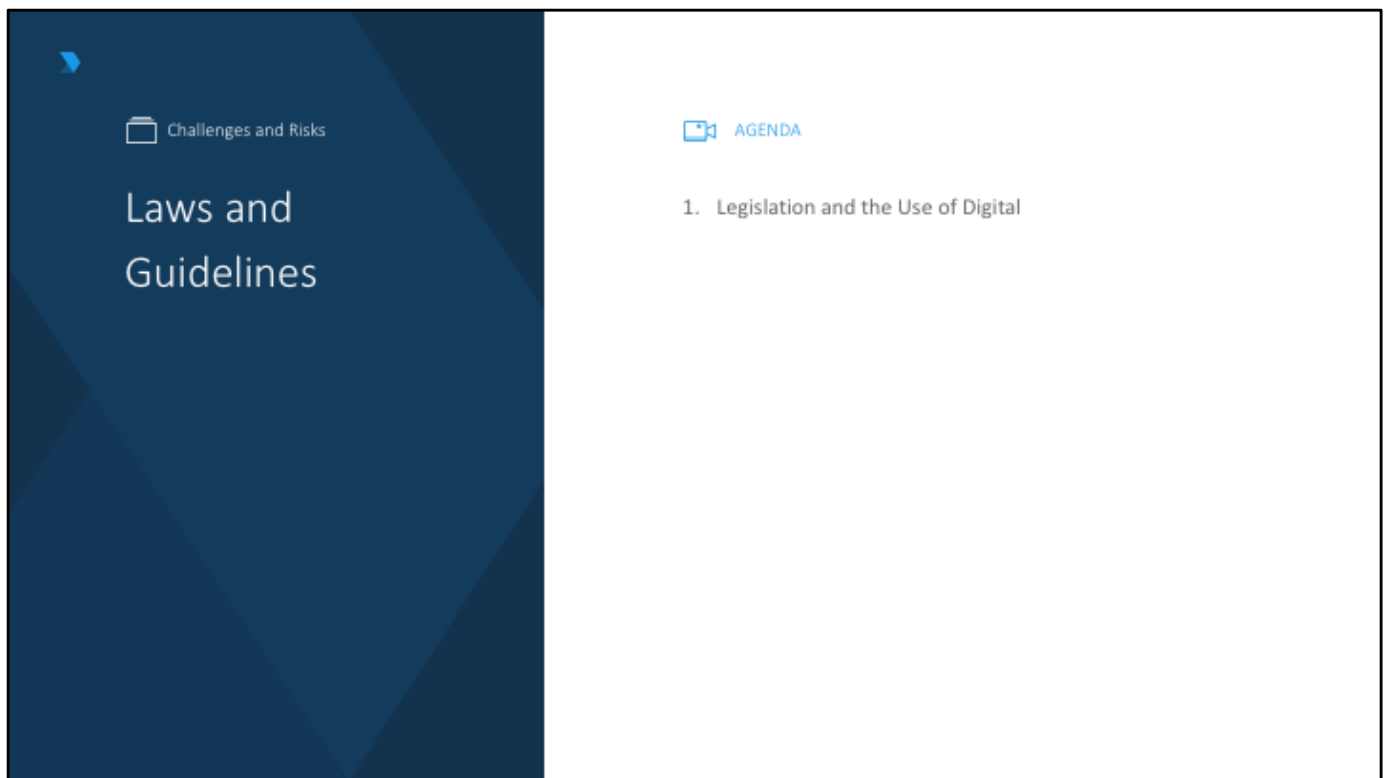 Challenges and Risks
Laws and
Guidelines
AGENDA
1. Legislation and the Use of Digital